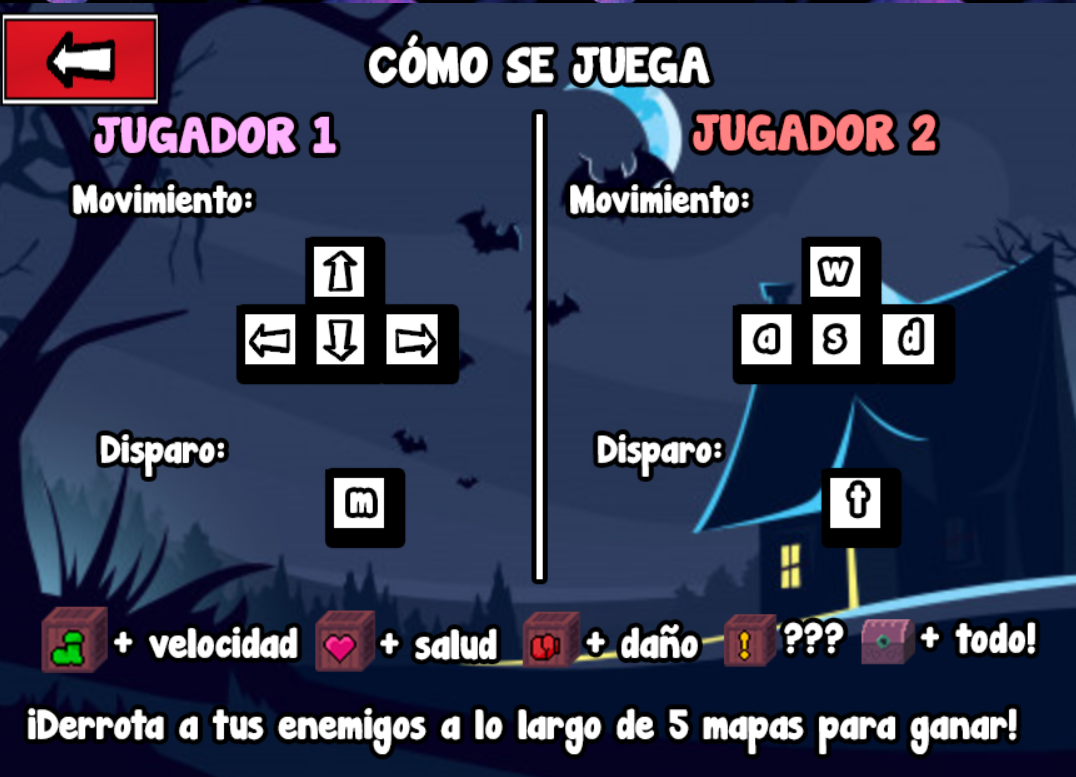 CÓMO SE JUEGA
JUGADOR 1
Movimiento:
Disparo:
m
JUGADOR 2
Movimiento:
w
a s d
Disparo:
t
+ velocidad + salud + daño ??? + todo!
¡Derrota a tus enemigos a lo largo de 5 mapas para ganar!